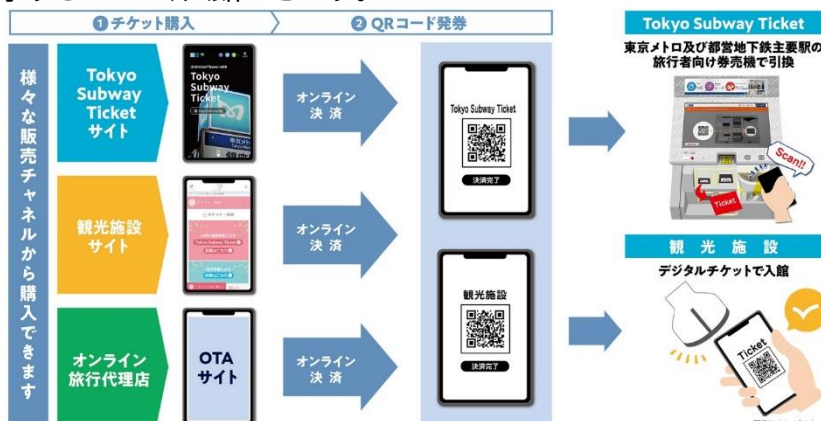 ❶チケット購入
❷QRコード発券
様々な販売チャネルから購入できます
Tokyo
Subway
Ticket
サイト
Tokyo
Subway
Ticket
オンライン
決済
Tokyo Subway Ticket
決済完了
観光施設
サイト
Tokyo Subway Ticket
オンライン
決済
観光施設
決済完了
オンライン
旅行代理店
OTA
サイト
オンライン
決済
Tokyo Subway Ticket
東京メトロ及び都営地下鉄主要駅の
旅行者向け券売機で引換
Scan!!
Ticket
観光施設
デジタルチケットで入館
Ticket